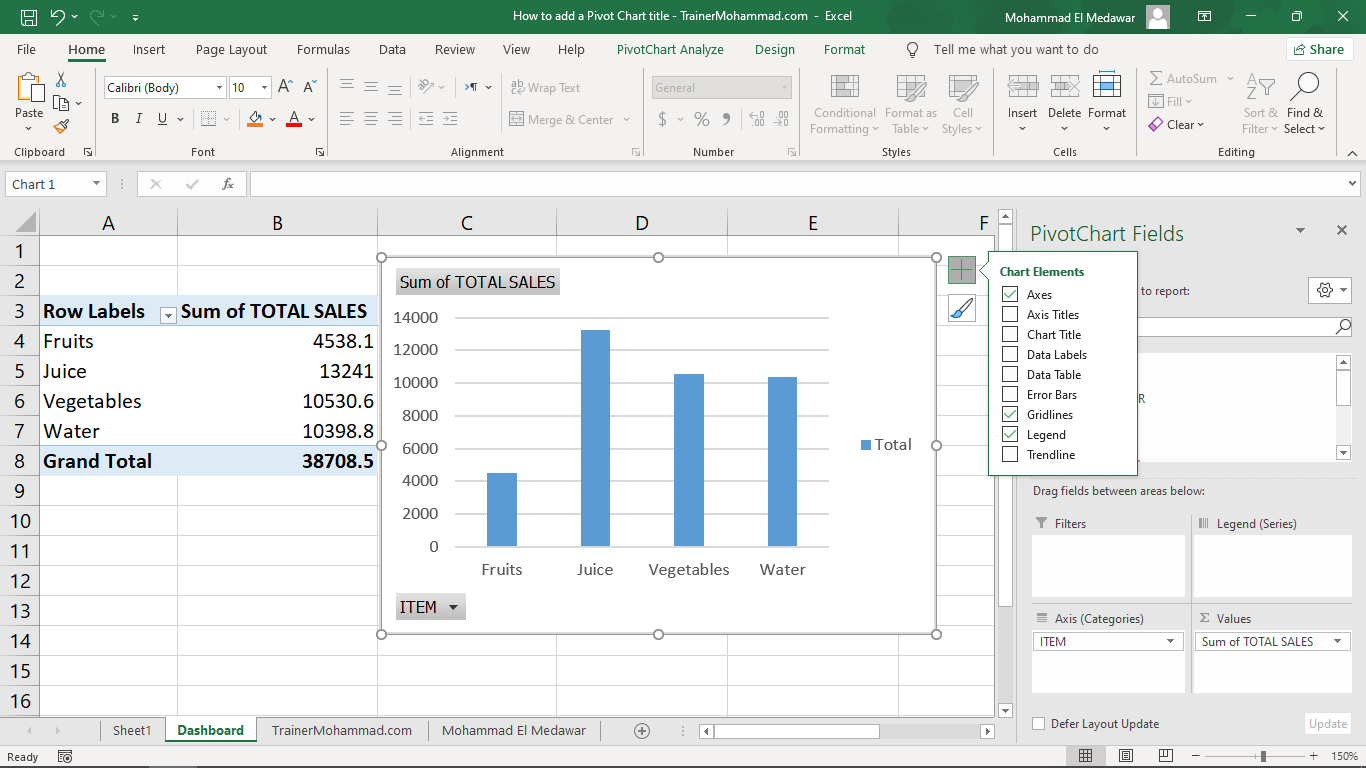 How to add a Pivot Chart title - TrainerMohammad.com - Excel
Mohammad El Medawar
File Home Insert Page Layout Formulas Data Review View Help PivotChart Analyze Design Format Tell me what you want to do Share
Paste
Calibri (Body) 10 A A
B I U A
Wrap Text
Merge & Center
General
$ % 9 .00 .00
Conditional Formatting
Format as Table
Cell Styles
Insert
Delete
Format
AutoSum
Fill
Clear
Sort & Filter
Find & Select
Clipboard Font Alignment Number Styles Cells Editing
Chart 1 fx
A B C D E F
1
2
3 Row Labels Sum of TOTAL SALES
4 Fruits 4538.1
5 Juice 13241
6 Vegetables 10530.6
7 Water 10398.8
8 Grand Total 38708.5
9
10
11
12
13
14
15
16
Sum of TOTAL SALES
14000
12000
10000
8000
6000
4000
2000
0
Fruits Juice Vegetables Water
Total
ITEM
Chart Elements
Axes
Axis Titles
Chart Title
Data Labels
Data Table
Error Bars
Gridlines
Legend
Trendline
PivotChart Fields
to report:
R
Drag fields between areas below:
Filters Legend (Series)
Axis (Categories) Σ Values
ITEM Sum of TOTAL SALES
Defer Layout Update Update
Sheet1 Dashboard TrainerMohammad.com Mohammad El Medawar
Ready 150%